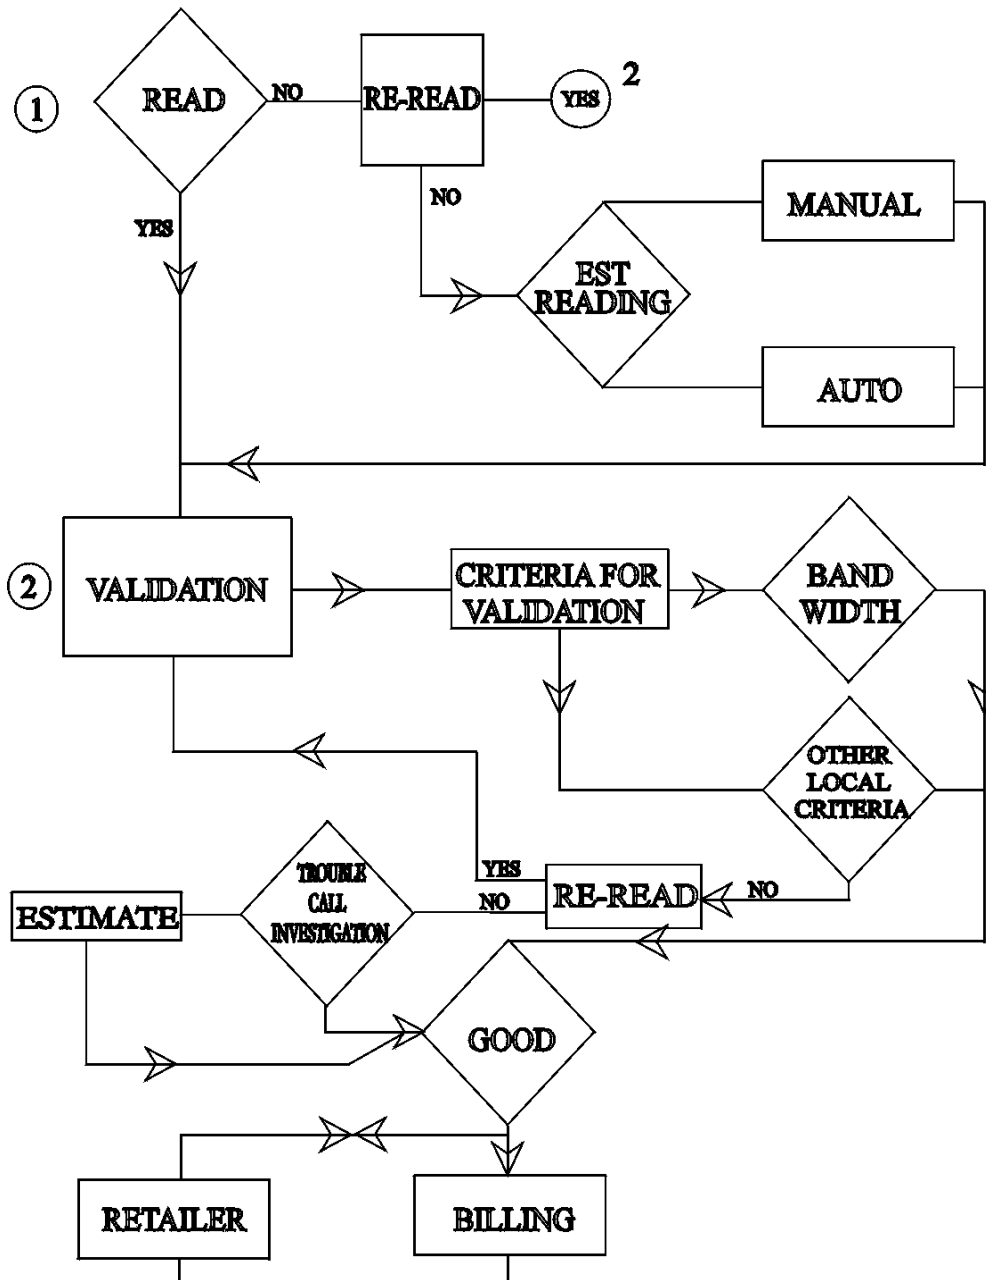 1
READ
NO
RE-READ
YES
2
NO
YES
MANUAL
EST
READING
AUTO
2
VALIDATION
CRITERIA FOR
VALIDATION
BAND
WIDTH
OTHER
LOCAL
CRITERIA
YES
NO
RE-READ
NO
TROUBLE
CALL
INVESTIGATION
ESTIMATE
GOOD
RETAILER
BILLING